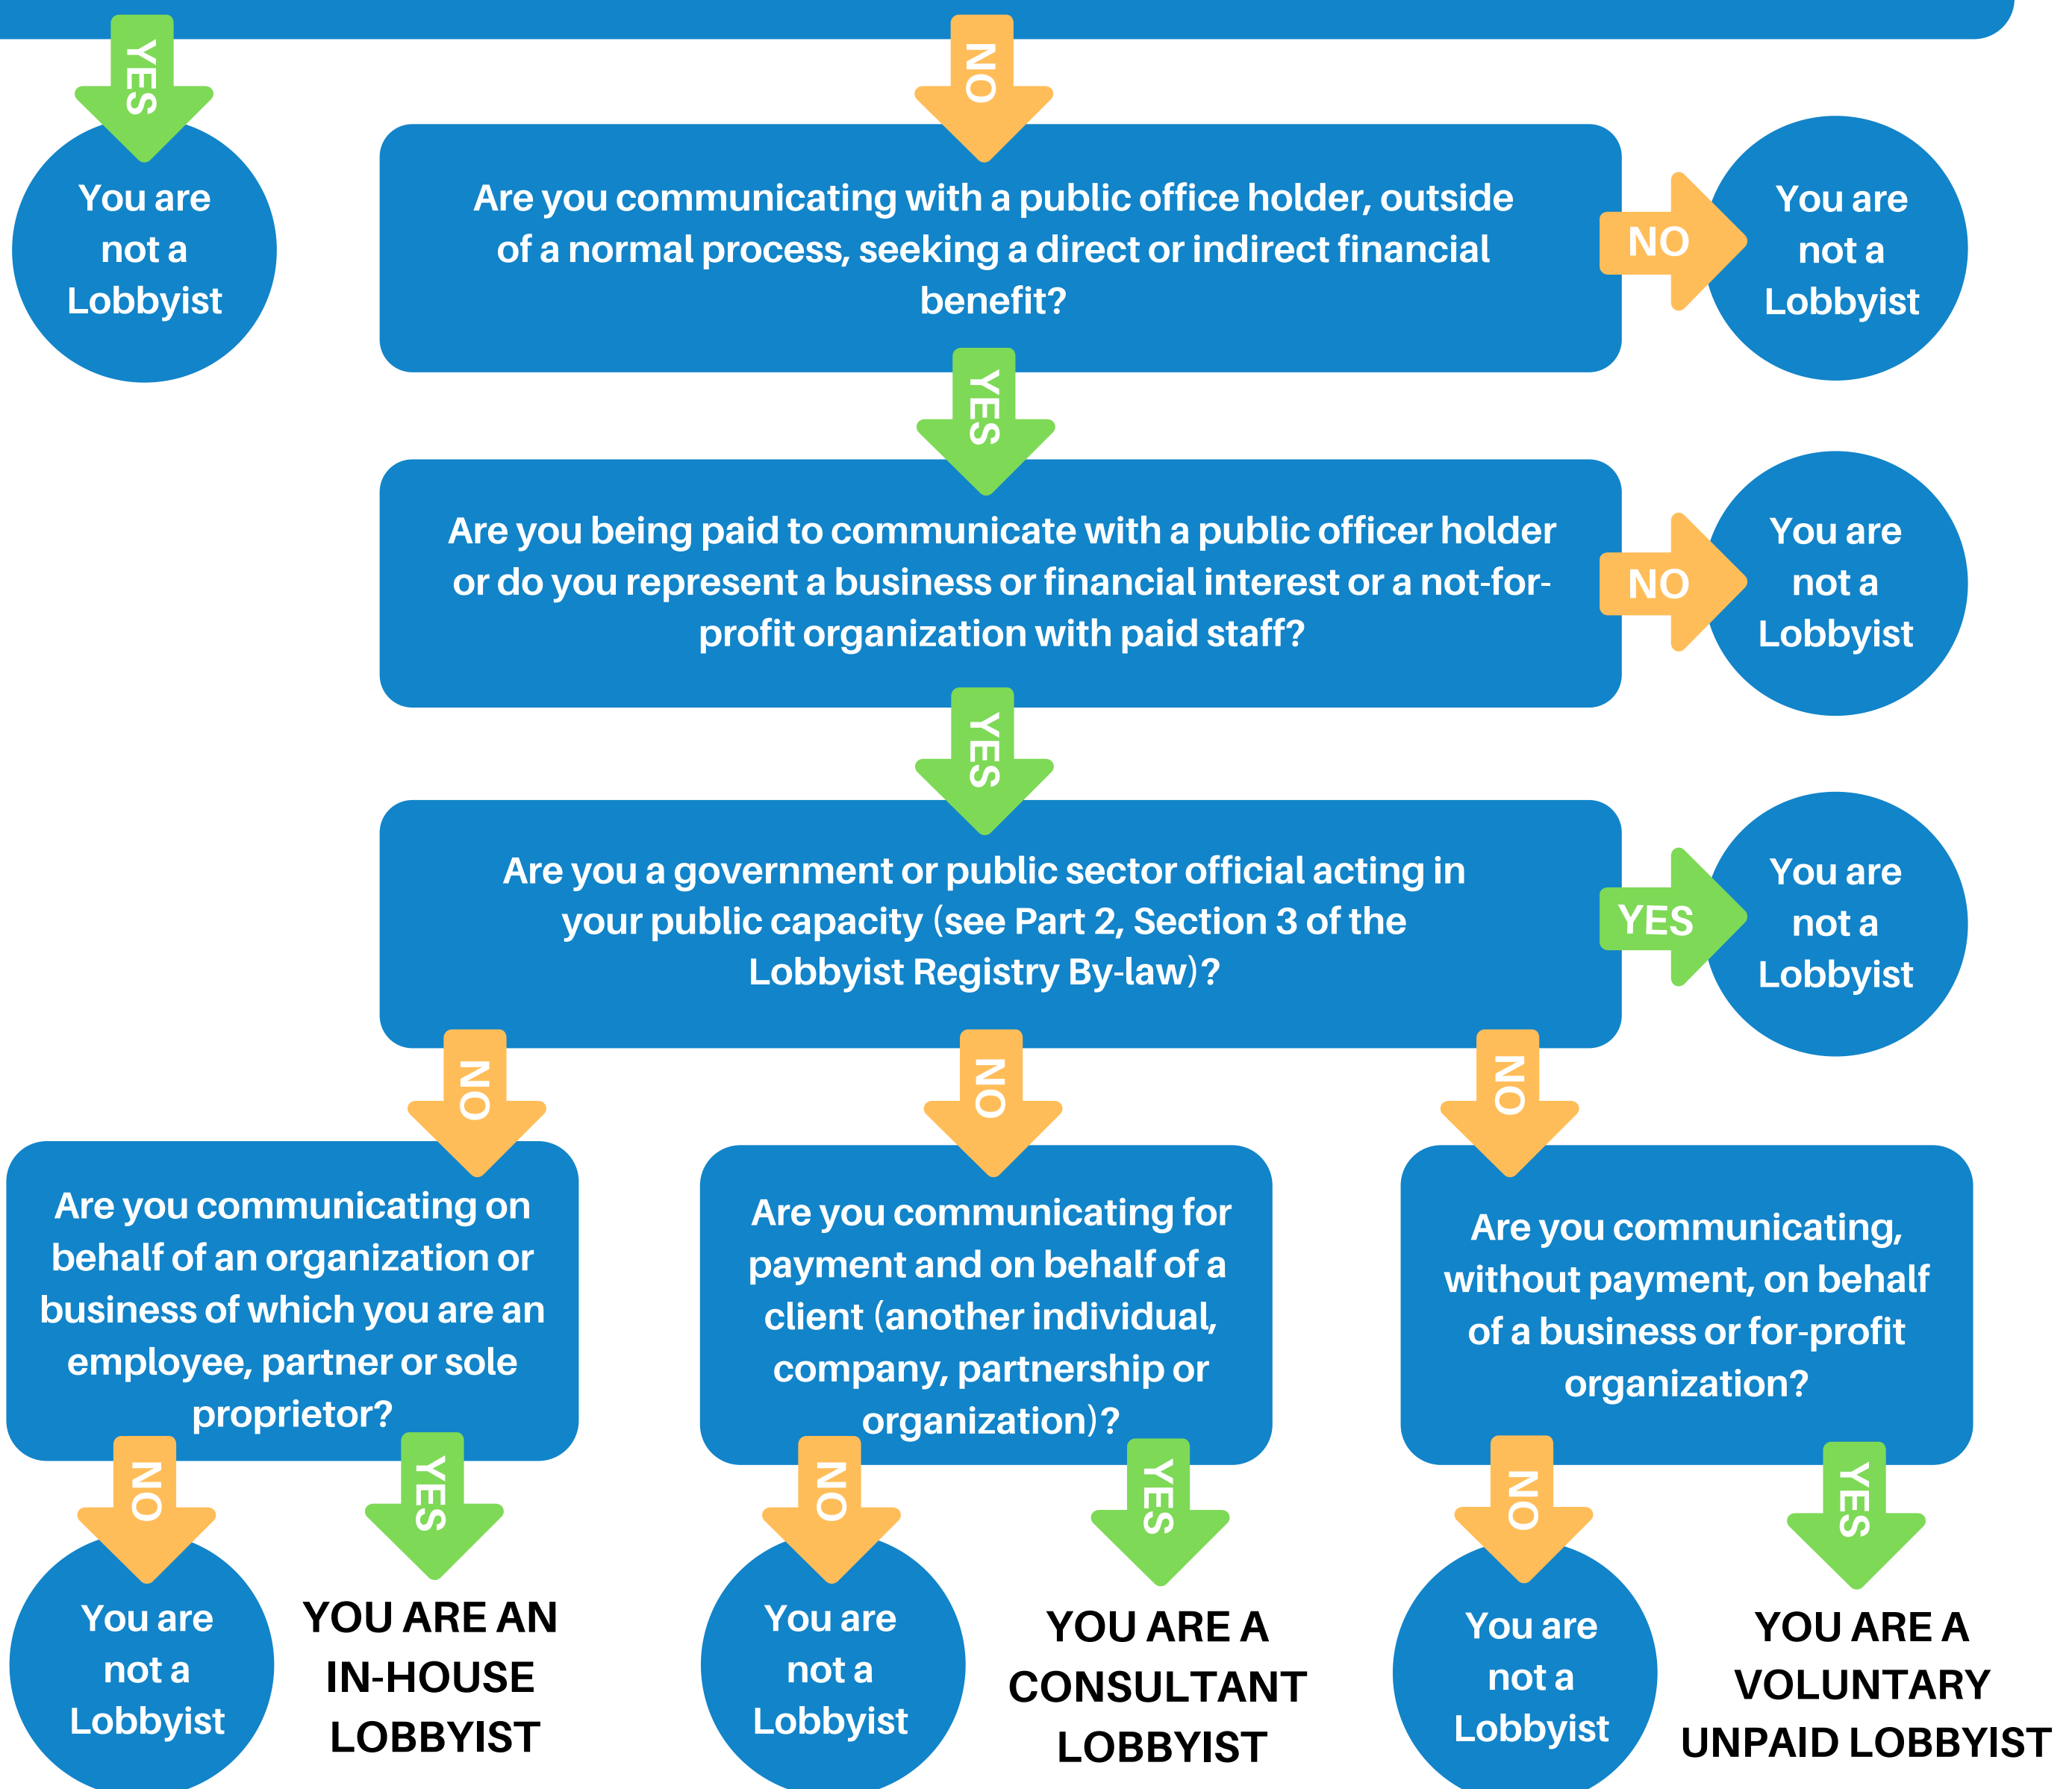 YES
NO
You are
not a
Lobbyist
Are you communicating with a public office holder, outside
of a normal process, seeking a direct or indirect financial
benefit?
NO
You are
not a
Lobbyist
YES
Are you being paid to communicate with a public officer holder
or do you represent a business or financial interest or a not-for-
profit organization with paid staff?
NO
You are
not a
Lobbyist
YES
Are you a government or public sector official acting in
your public capacity (see Part 2, Section 3 of the
Lobbyist Registry By-law)?
YES
You are
not a
Lobbyist
NO
NO
NO
Are you communicating on
behalf of an organization or
business of which you are an
employee, partner or sole
proprietor?
Are you communicating for
payment and on behalf of a
client (another individual,
company, partnership or
organization)?
Are you communicating,
without payment, on behalf
of a business or for-profit
organization?
NO
YES
NO
YES
NO
YES
You are
not a
Lobbyist
YOU ARE AN
IN-HOUSE
LOBBYIST
You are
not a
Lobbyist
YOU ARE A
CONSULTANT
LOBBYIST
You are
not a
Lobbyist
YOU ARE A
VOLUNTARY
UNPAID LOBBYIST